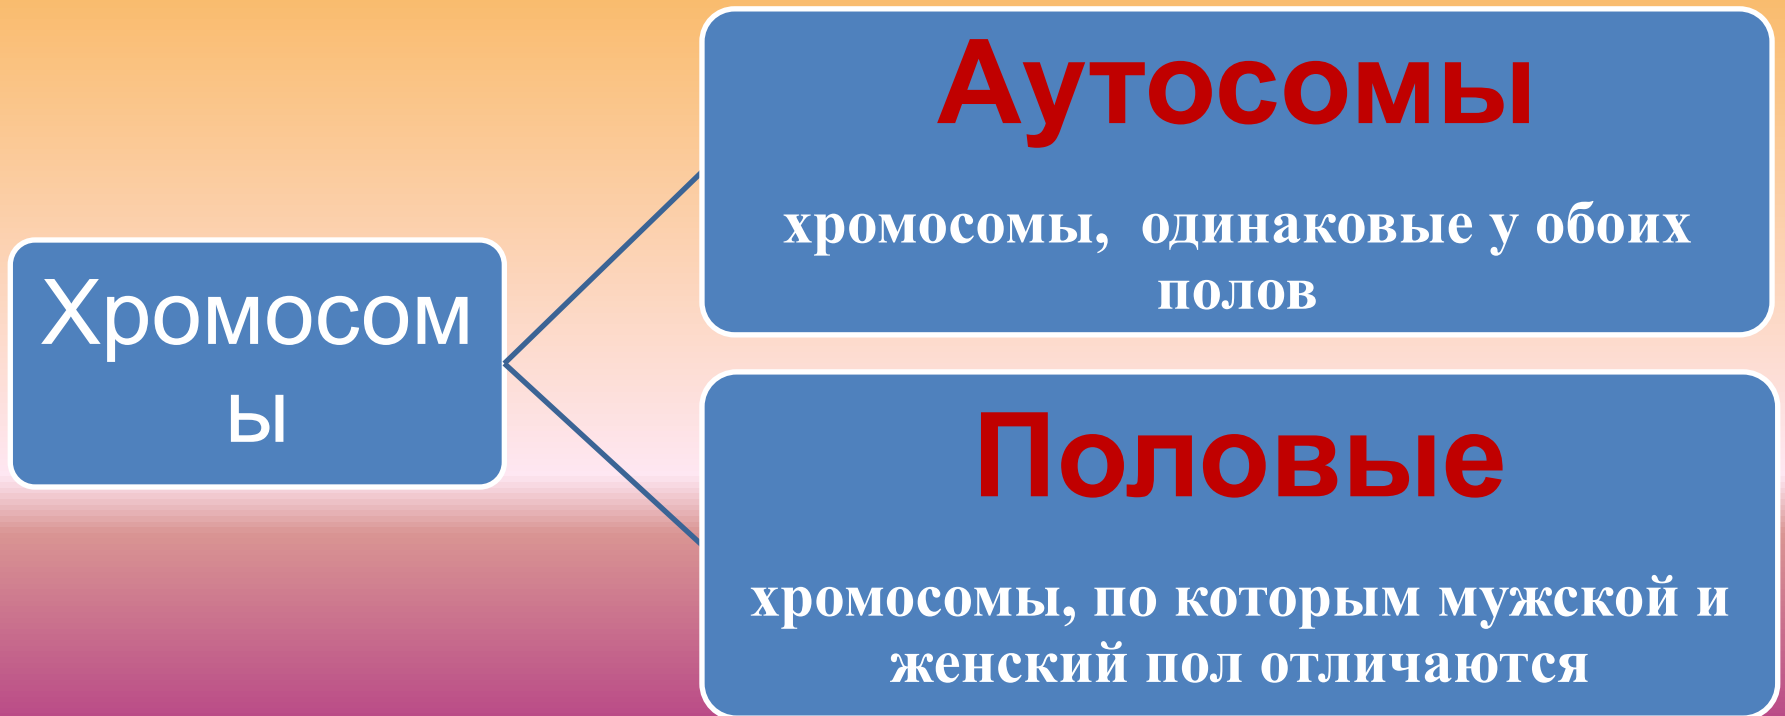 Хромосом
ы
Аутосомы
хромосомы, одинаковые у обоих
полов
Половые
хромосомы, по которым мужской и
женский пол отличаются